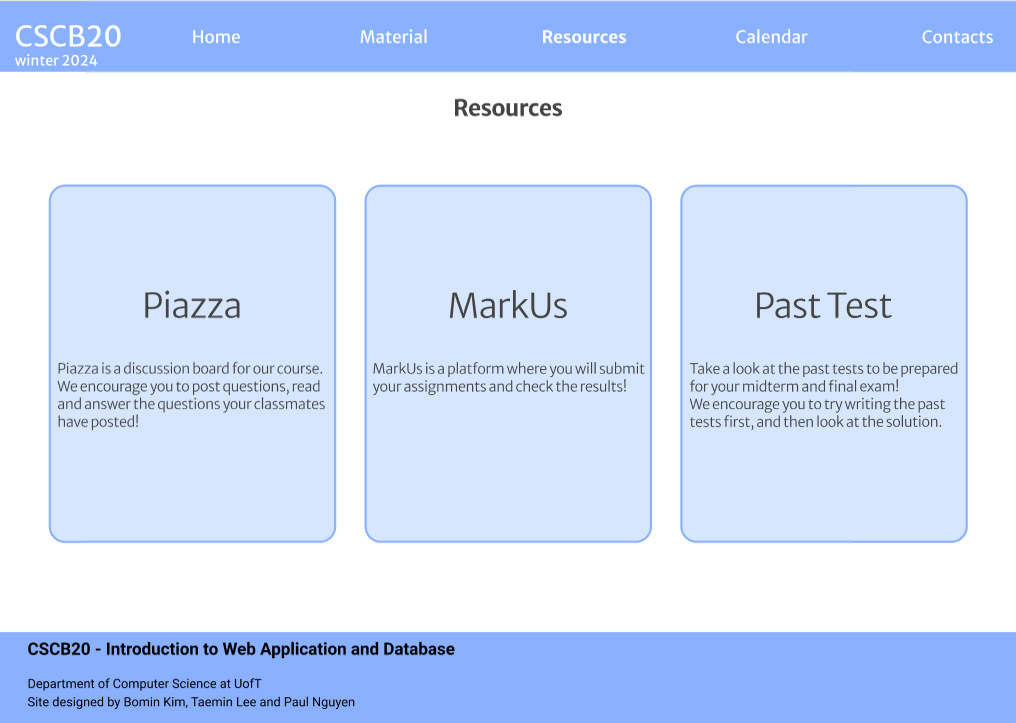 CSCB20
winter 2024
Home
Material
Resources
Calendar
Contacts
Resources
Piazza
Piazza is a discussion board for our course.
We encourage you to post questions, read
and answer the questions your classmates
have posted!
MarkUs
MarkUs is a platform where you will submit
your assignments and check the results!
Past Test
Take a look at the past tests to be prepared
for your midterm and final exam!
We encourage you to try writing the past
tests first, and then look at the solution.
CSCB20 - Introduction to Web Application and Database
Department of Computer Science at UofT
Site designed by Bomin Kim, Taemin Lee and Paul Nguyen